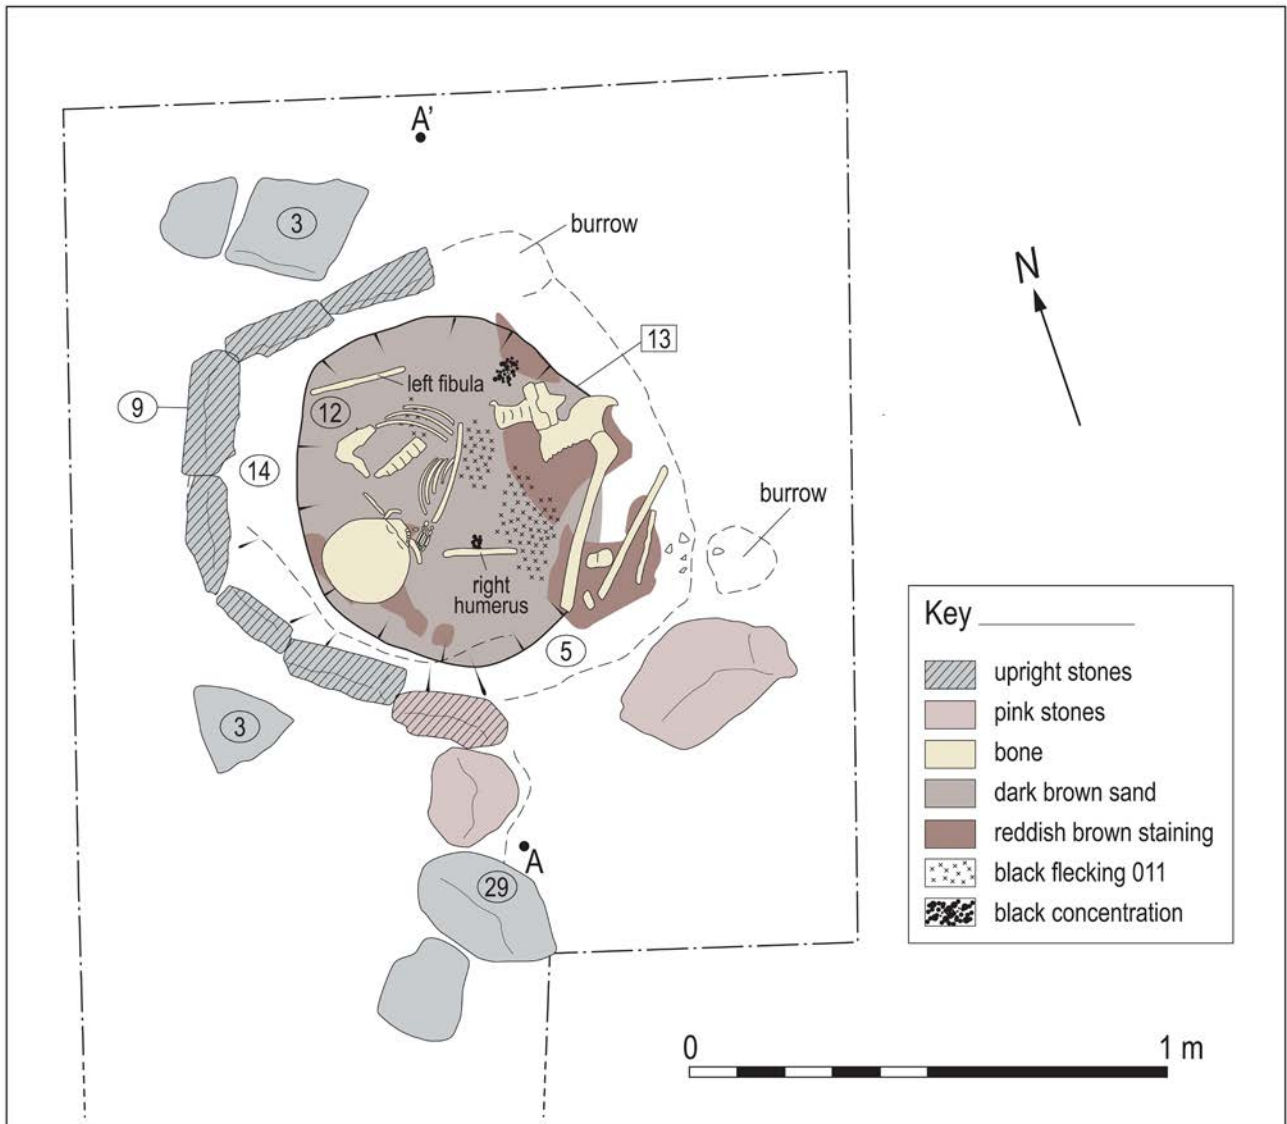 A'
3
burrow
N
13
left fibula
12
9
14
burrow
right
humerus
5
3
A
29
Key
upright stones
pink stones
bone
dark brown sand
reddish brown staining
black flecking 011
black concentration
0
1 m